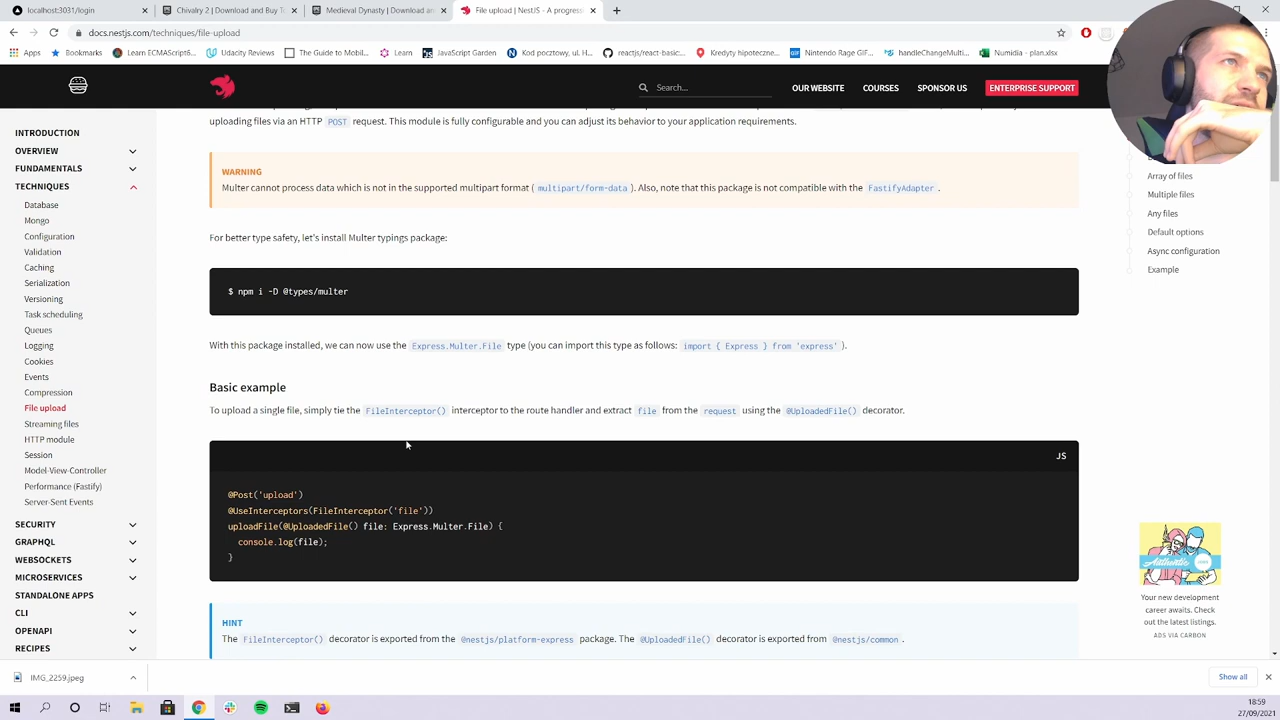 localhost:3031/login
Chivalry 2 | Download and Buy T
Medieval Dynasty | Download and
File upload | NestJS - A progress
docs.nestjs.com/techniques/file-upload
Apps
Bookmarks
Learn ECMAScript6...
Udacity Reviews
The Guide to Mobil...
Learn
JavaScript Garden
Kod pocztowy, ul. H...
reactjs/react-basic...
Kredyty hipoteczne...
Nintendo Rage GIF...
handleChangeMulti...
Numidia - plan.xlsx
Search...
OUR WEBSITE
COURSES
SPONSOR US
ENTERPRISE SUPPORT
INTRODUCTION
OVERVIEW
FUNDAMENTALS
TECHNIQUES
Database
Mongo
Configuration
Validation
Caching
Serialization
Versioning
Task scheduling
Queues
Logging
Cookies
Events
Compression
File upload
Streaming files
HTTP module
Session
Model-View-Controller
Performance (Fastify)
Server-Sent Events
SECURITY
GRAPHQL
WEBSOCKETS
MICROSERVICES
STANDALONE APPS
CLI
OPENAPI
RECIPES
uploading files via an HTTP POST request. This module is fully configurable and you can adjust its behavior to your application requirements.
WARNING
Multer cannot process data which is not in the supported multipart format ( multipart/form-data ). Also, note that this package is not compatible with the FastifyAdapter .
For better type safety, let's install Multer typings package:
$ npm i -D @types/multer
With this package installed, we can now use the Express.Multer.File type (you can import this type as follows: import { Express } from 'express' ).
Basic example
To upload a single file, simply tie the FileInterceptor() interceptor to the route handler and extract file from the request using the @UploadedFile() decorator.
JS
@Post('upload')
@UseInterceptors(FileInterceptor('file'))
uploadFile(@UploadedFile() file: Express.Multer.File) {
console.log(file);
}
HINT
The FileInterceptor() decorator is exported from the @nestjs/platform-express package. The @UploadedFile() decorator is exported from @nestjs/common .
Array of files
Multiple files
Any files
Default options
Async configuration
Example
Authentic
Your new development
career awaits. Check
out the latest listings.
ADS VIA CARBON
IMG_2259.jpeg
Show all
18:59
27/09/2021